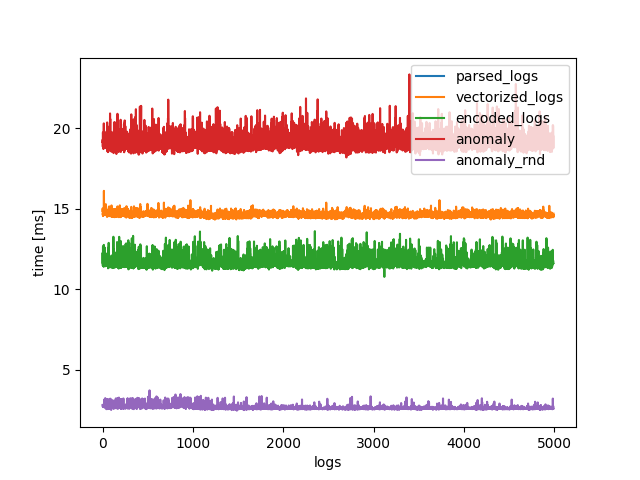 parsed_logs
vectorized_logs
encoded_logs
anomaly
anomaly_rnd
20
15
10
5
time [ms]
0 1000 2000 3000 4000 5000
logs